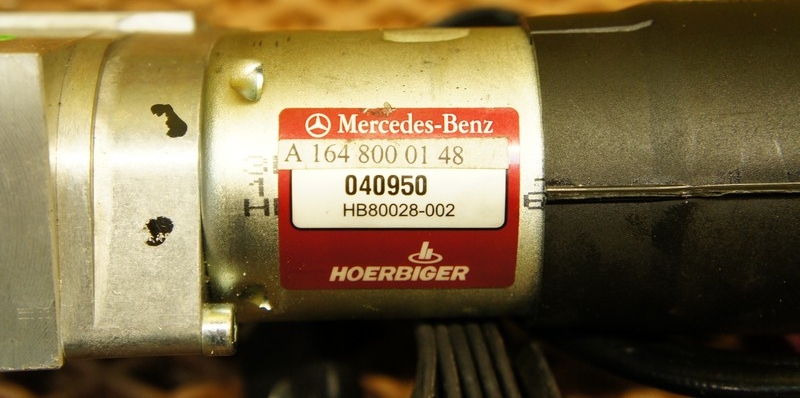 Mercedes-Benz
A 164 800 01 48
040950
HB80028-002
HOERBIGER